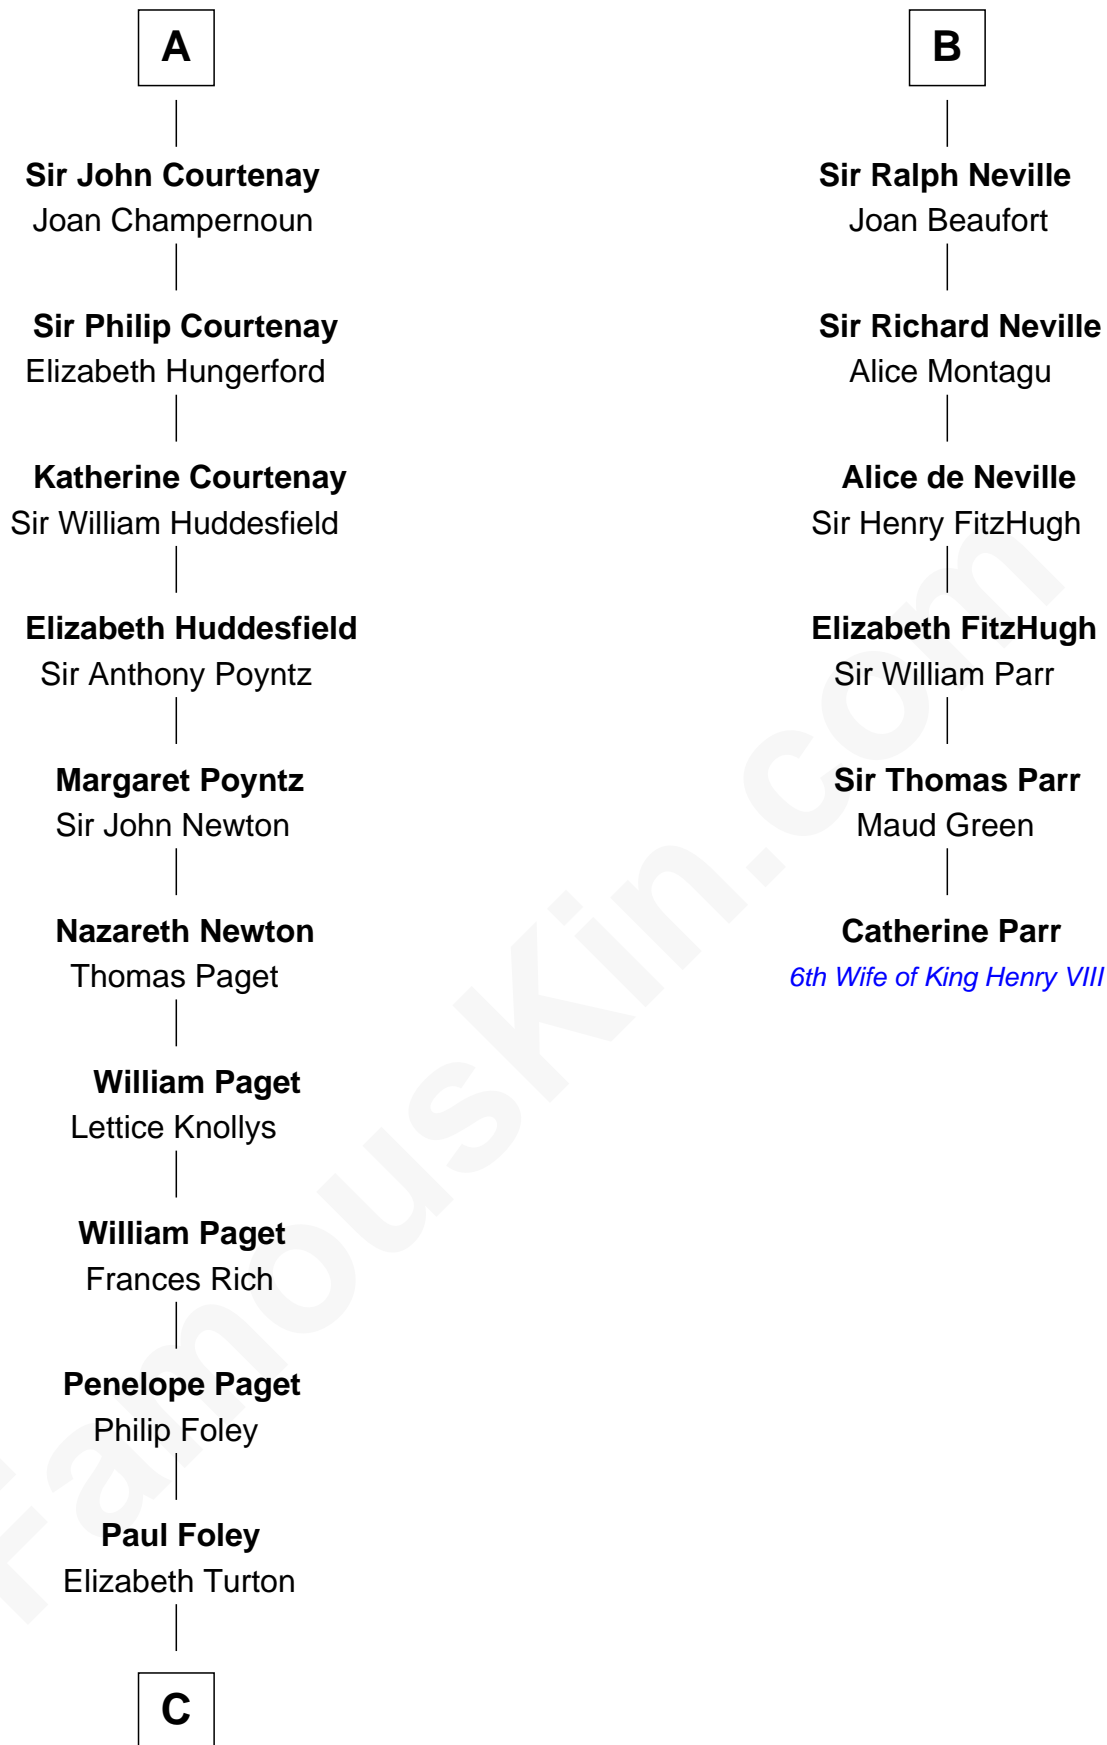 A
Sir John Courtenay
Joan Champernoun
Sir Philip Courtenay
Elizabeth Hungerford
Katherine Courtenay
Sir William Huddesfield
Elizabeth Huddesfield
Sir Anthony Poyntz
Margaret Poyntz
Sir John Newton
Nazareth Newton
Thomas Paget
William Paget
Lettice Knollys
William Paget
Frances Rich
Penelope Paget
Philip Foley
Paul Foley
Elizabeth Turton
C
B
Sir Ralph Neville
Joan Beaufort
Sir Richard Neville
Alice Montagu
Alice de Neville
Sir Henry FitzHugh
Elizabeth FitzHugh
Sir William Parr
Sir Thomas Parr
Maud Green
Catherine Parr
6th Wife of King Henry VIII
FamousKin.com